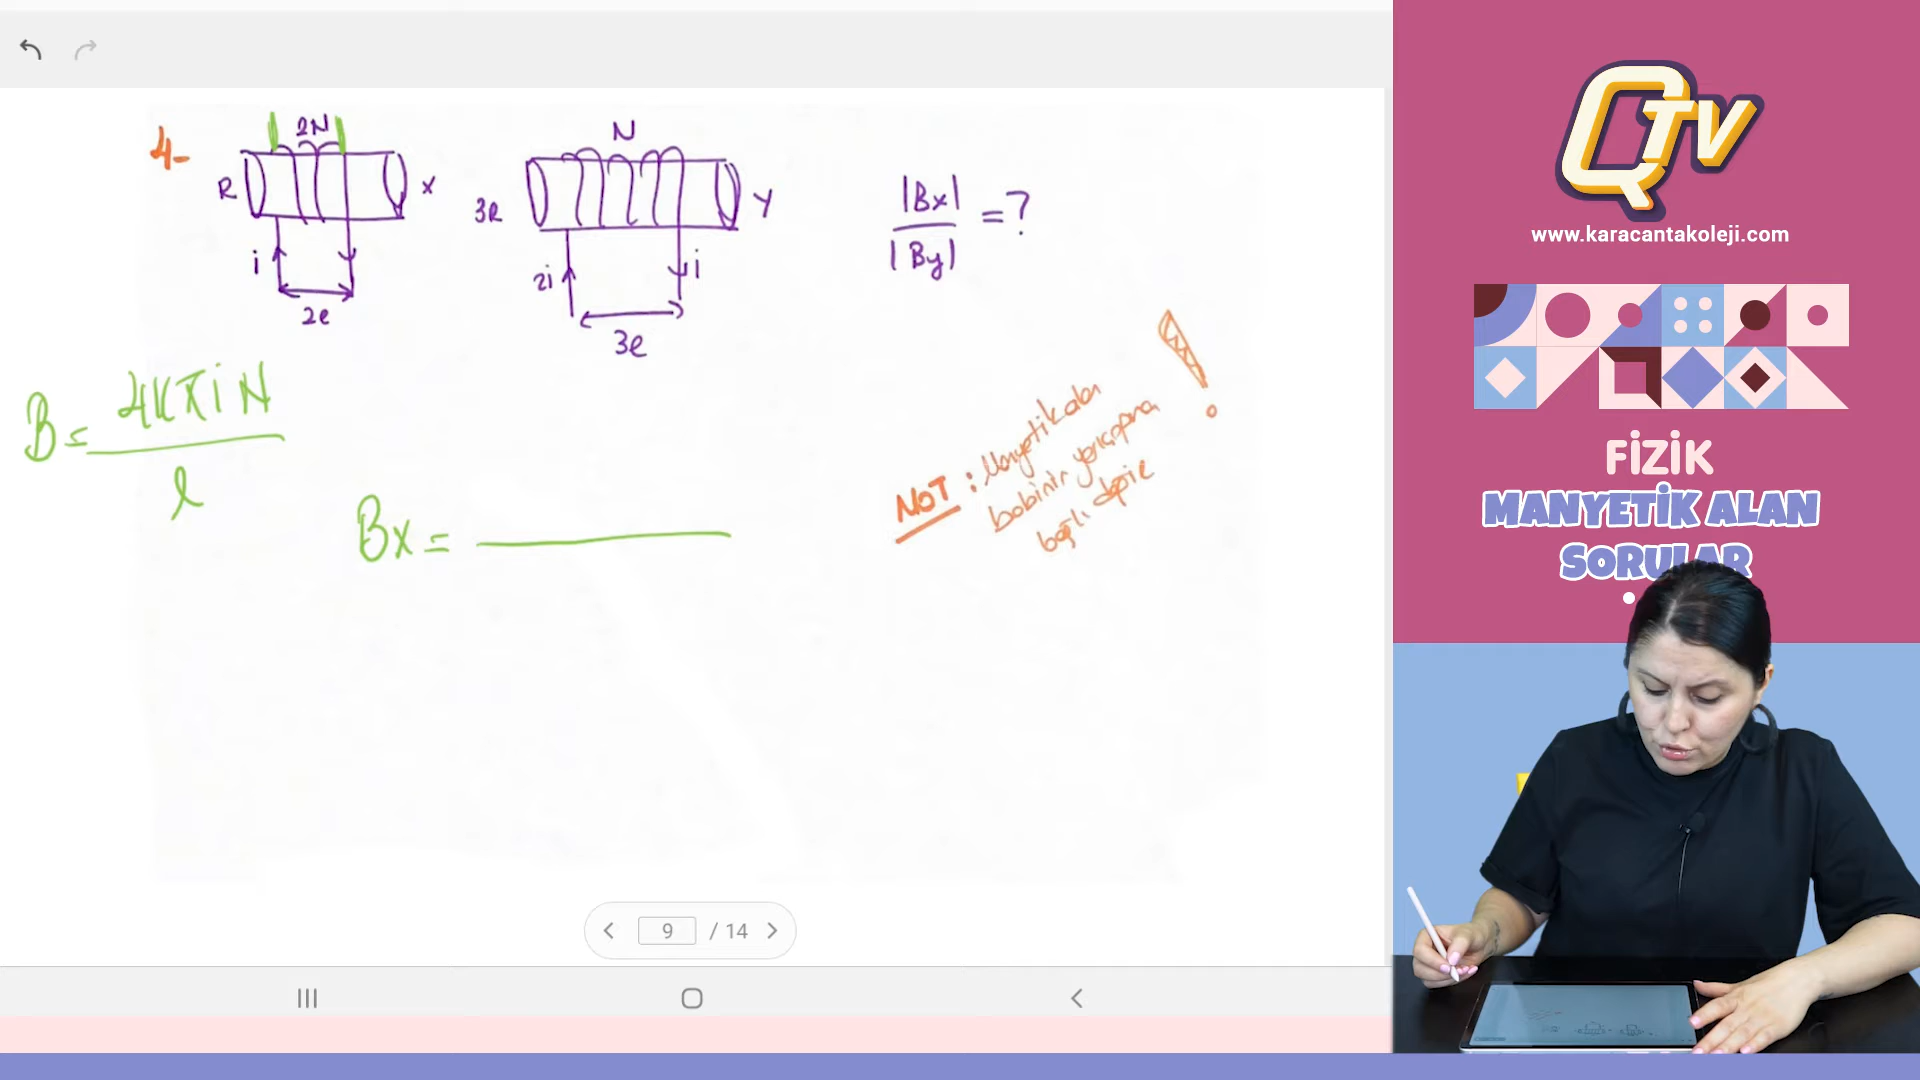 4-
2N
R
X
i
2l
N
3R
Y
2i
i
3l
|Bx|
|By|
= ?
B = 4KπiN
l
Bx =
NOT : Manyetik alan
bobinin yarıçapına
bağlı değil
!
9 / 14
QTV
www.karacantakoleji.com
FİZİK
MANYETİK ALAN
SORULAR